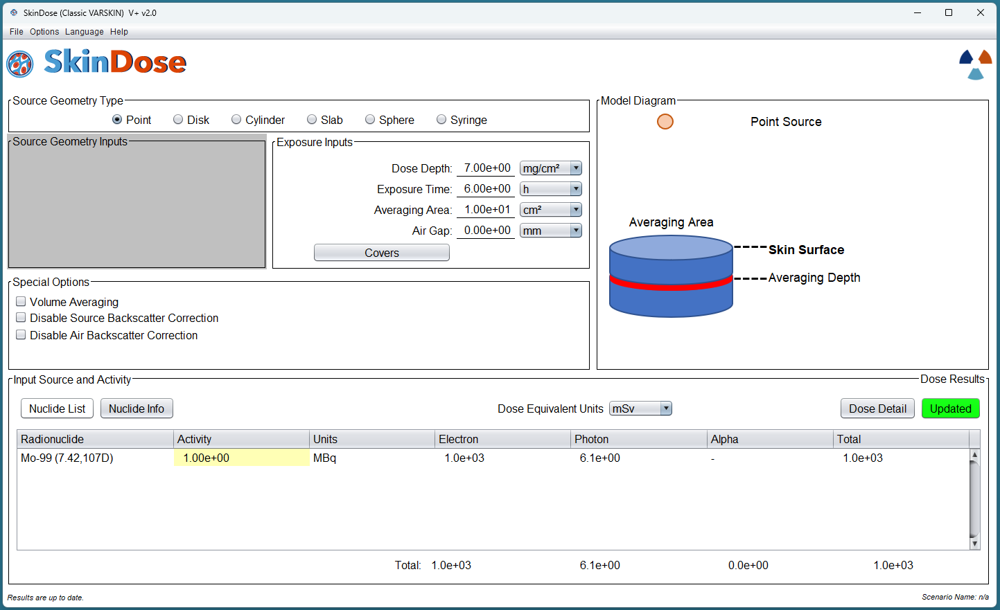 SkinDose (Classic VARSKIN) V+ v2.0
File Options Language Help
SkinDose
Source Geometry Type
Point Disk Cylinder Slab Sphere Syringe
Source Geometry Inputs
Exposure Inputs
Dose Depth: 7.00e+00 mg/cm²
Exposure Time: 6.00e+00 h
Averaging Area: 1.00e+01 cm²
Air Gap: 0.00e+00 mm
Covers
Special Options
Volume Averaging
Disable Source Backscatter Correction
Disable Air Backscatter Correction
Model Diagram
Point Source
Averaging Area
Skin Surface
Averaging Depth
Input Source and Activity
Dose Results
Nuclide List Nuclide Info Dose Equivalent Units mSv Dose Detail Updated
Radionuclide Activity Units Electron Photon Alpha Total
Mo-99 (7.42,107D) 1.00e+00 MBq 1.0e+03 6.1e+00 - 1.0e+03
Total: 1.0e+03 6.1e+00 0.0e+00 1.0e+03
Results are up to date.
Scenario Name: n/a